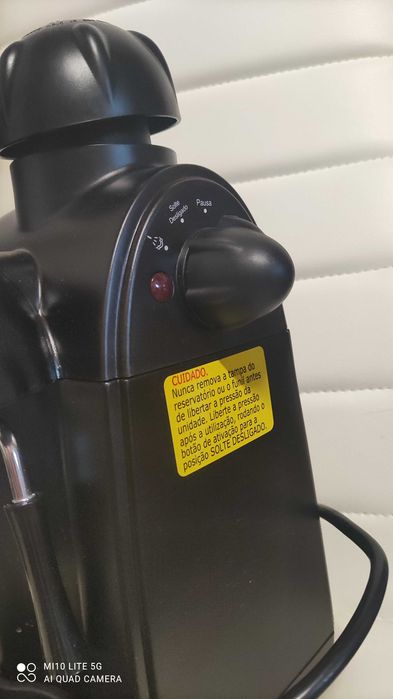 Solte
Desligado
Pausa
CUIDADO.
Nunca remova a tampa do
reservatório ou o funil antes
de libertar a pressão da
unidade. Liberte a pressão
após a utilização, rodando o
botão de ativação para a
posição SOLTE DESLIGADO.
MI10 LITE 5G
AI QUAD CAMERA